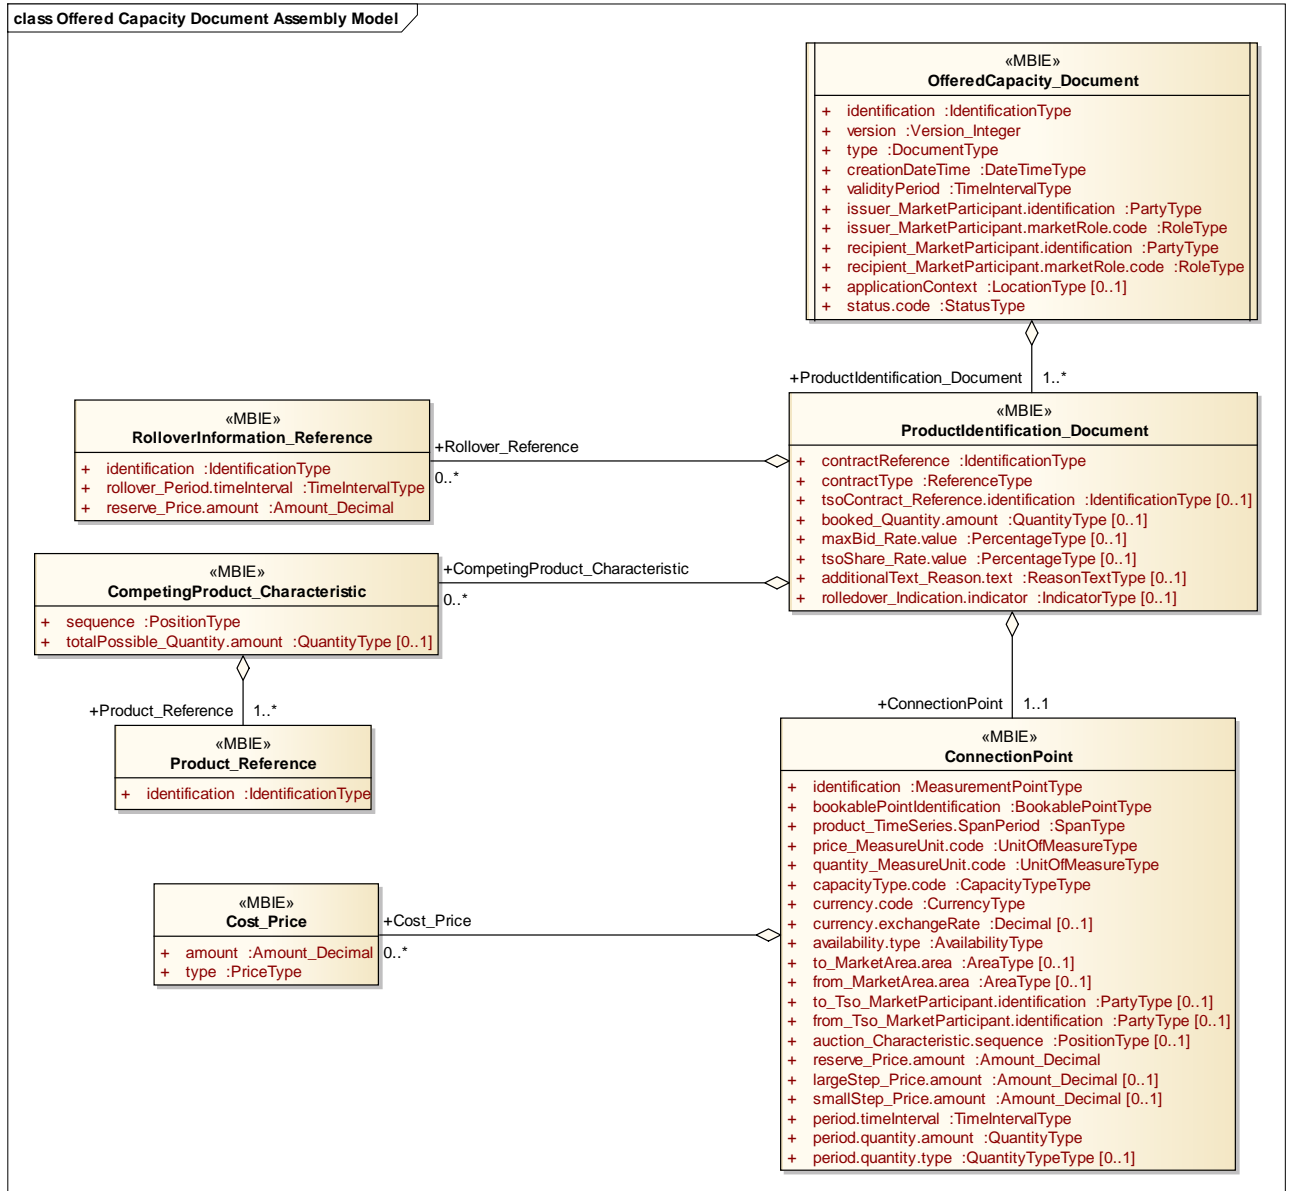 class Offered Capacity Document Assembly Model
«MBIE»
OfferedCapacity_Document
+ identification :IdentificationType
+ version :Version_Integer
+ type :DocumentType
+ creationDateTime :DateTimeType
+ validityPeriod :TimeIntervalType
+ issuer_MarketParticipant.identification :PartyType
+ issuer_MarketParticipant.marketRole.code :RoleType
+ recipient_MarketParticipant.identification :PartyType
+ recipient_MarketParticipant.marketRole.code :RoleType
+ applicationContext :LocationType [0..1]
+ status.code :StatusType
+ProductIdentification_Document 1..*
«MBIE»
ProductIdentification_Document
+ contractReference :IdentificationType
+ contractType :ReferenceType
+ tsoContract_Reference.identification :IdentificationType [0..1]
+ booked_Quantity.amount :QuantityType [0..1]
+ maxBid_Rate.value :PercentageType [0..1]
+ tsoShare_Rate.value :PercentageType [0..1]
+ additionalText_Reason.text :ReasonTextType [0..1]
+ rolledover_Indication.indicator :IndicatorType [0..1]
+Rollover_Reference
0..*
«MBIE»
RolloverInformation_Reference
+ identification :IdentificationType
+ rollover_Period.timeInterval :TimeIntervalType
+ reserve_Price.amount :Amount_Decimal
+CompetingProduct_Characteristic
0..*
«MBIE»
CompetingProduct_Characteristic
+ sequence :PositionType
+ totalPossible_Quantity.amount :QuantityType [0..1]
+Product_Reference 1..*
«MBIE»
Product_Reference
+ identification :IdentificationType
+ConnectionPoint 1..1
«MBIE»
ConnectionPoint
+ identification :MeasurementPointType
+ bookablePointIdentification :BookablePointType
+ product_TimeSeries.SpanPeriod :SpanType
+ price_MeasureUnit.code :UnitOfMeasureType
+ quantity_MeasureUnit.code :UnitOfMeasureType
+ capacityType.code :CapacityTypeType
+ currency.code :CurrencyType
+ currency.exchangeRate :Decimal [0..1]
+ availability.type :AvailabilityType
+ to_MarketArea.area :AreaType [0..1]
+ from_MarketArea.area :AreaType [0..1]
+ to_Tso_MarketParticipant.identification :PartyType [0..1]
+ from_Tso_MarketParticipant.identification :PartyType [0..1]
+ auction_Characteristic.sequence :PositionType [0..1]
+ reserve_Price.amount :Amount_Decimal
+ largeStep_Price.amount :Amount_Decimal [0..1]
+ smallStep_Price.amount :Amount_Decimal [0..1]
+ period.timeInterval :TimeIntervalType
+ period.quantity.amount :QuantityType
+ period.quantity.type :QuantityTypeType [0..1]
+Cost_Price
0..*
«MBIE»
Cost_Price
+ amount :Amount_Decimal
+ type :PriceType